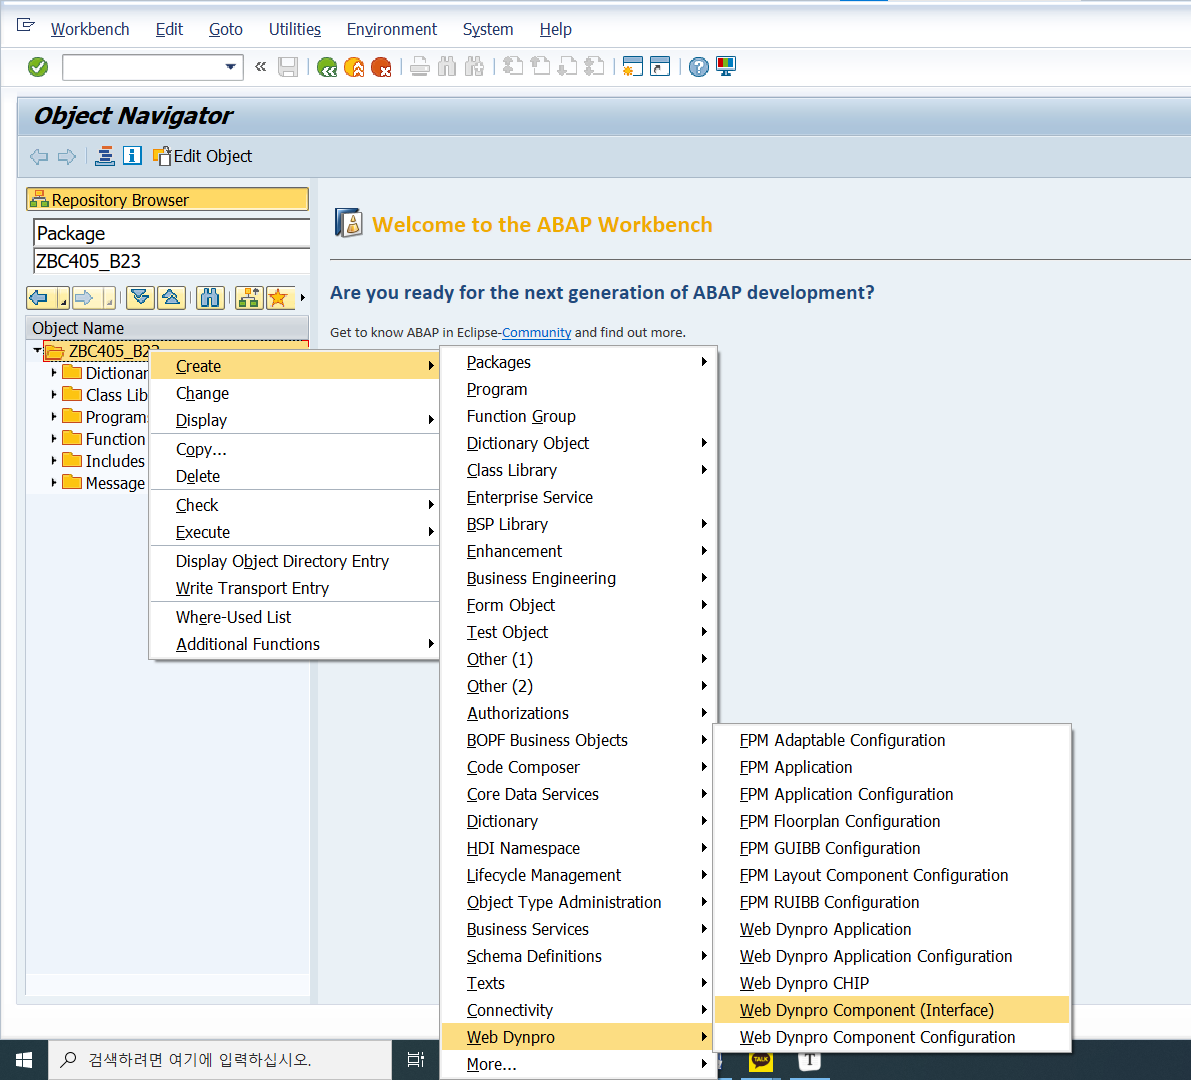 Workbench Edit Goto Utilities Environment System Help
Object Navigator
Edit Object
Repository Browser
Package
ZBC405_B23
Object Name
ZBC405_B23
Dictionar
Class Lib
Program
Function
Includes
Message
Welcome to the ABAP Workbench
Are you ready for the next generation of ABAP development?
Get to know ABAP in Eclipse-Community and find out more.
Create
Change
Display
Copy...
Delete
Check
Execute
Display Object Directory Entry
Write Transport Entry
Where-Used List
Additional Functions
Packages
Program
Function Group
Dictionary Object
Class Library
Enterprise Service
BSP Library
Enhancement
Business Engineering
Form Object
Test Object
Other (1)
Other (2)
Authorizations
BOPF Business Objects
Code Composer
Core Data Services
Dictionary
HDI Namespace
Lifecycle Management
Object Type Administration
Business Services
Schema Definitions
Texts
Connectivity
Web Dynpro
More...
FPM Adaptable Configuration
FPM Application
FPM Application Configuration
FPM Floorplan Configuration
FPM GUIBB Configuration
FPM Layout Component Configuration
FPM RUIBB Configuration
Web Dynpro Application
Web Dynpro Application Configuration
Web Dynpro CHIP
Web Dynpro Component (Interface)
Web Dynpro Component Configuration
검색하려면 여기에 입력하십시오.
TALK
T